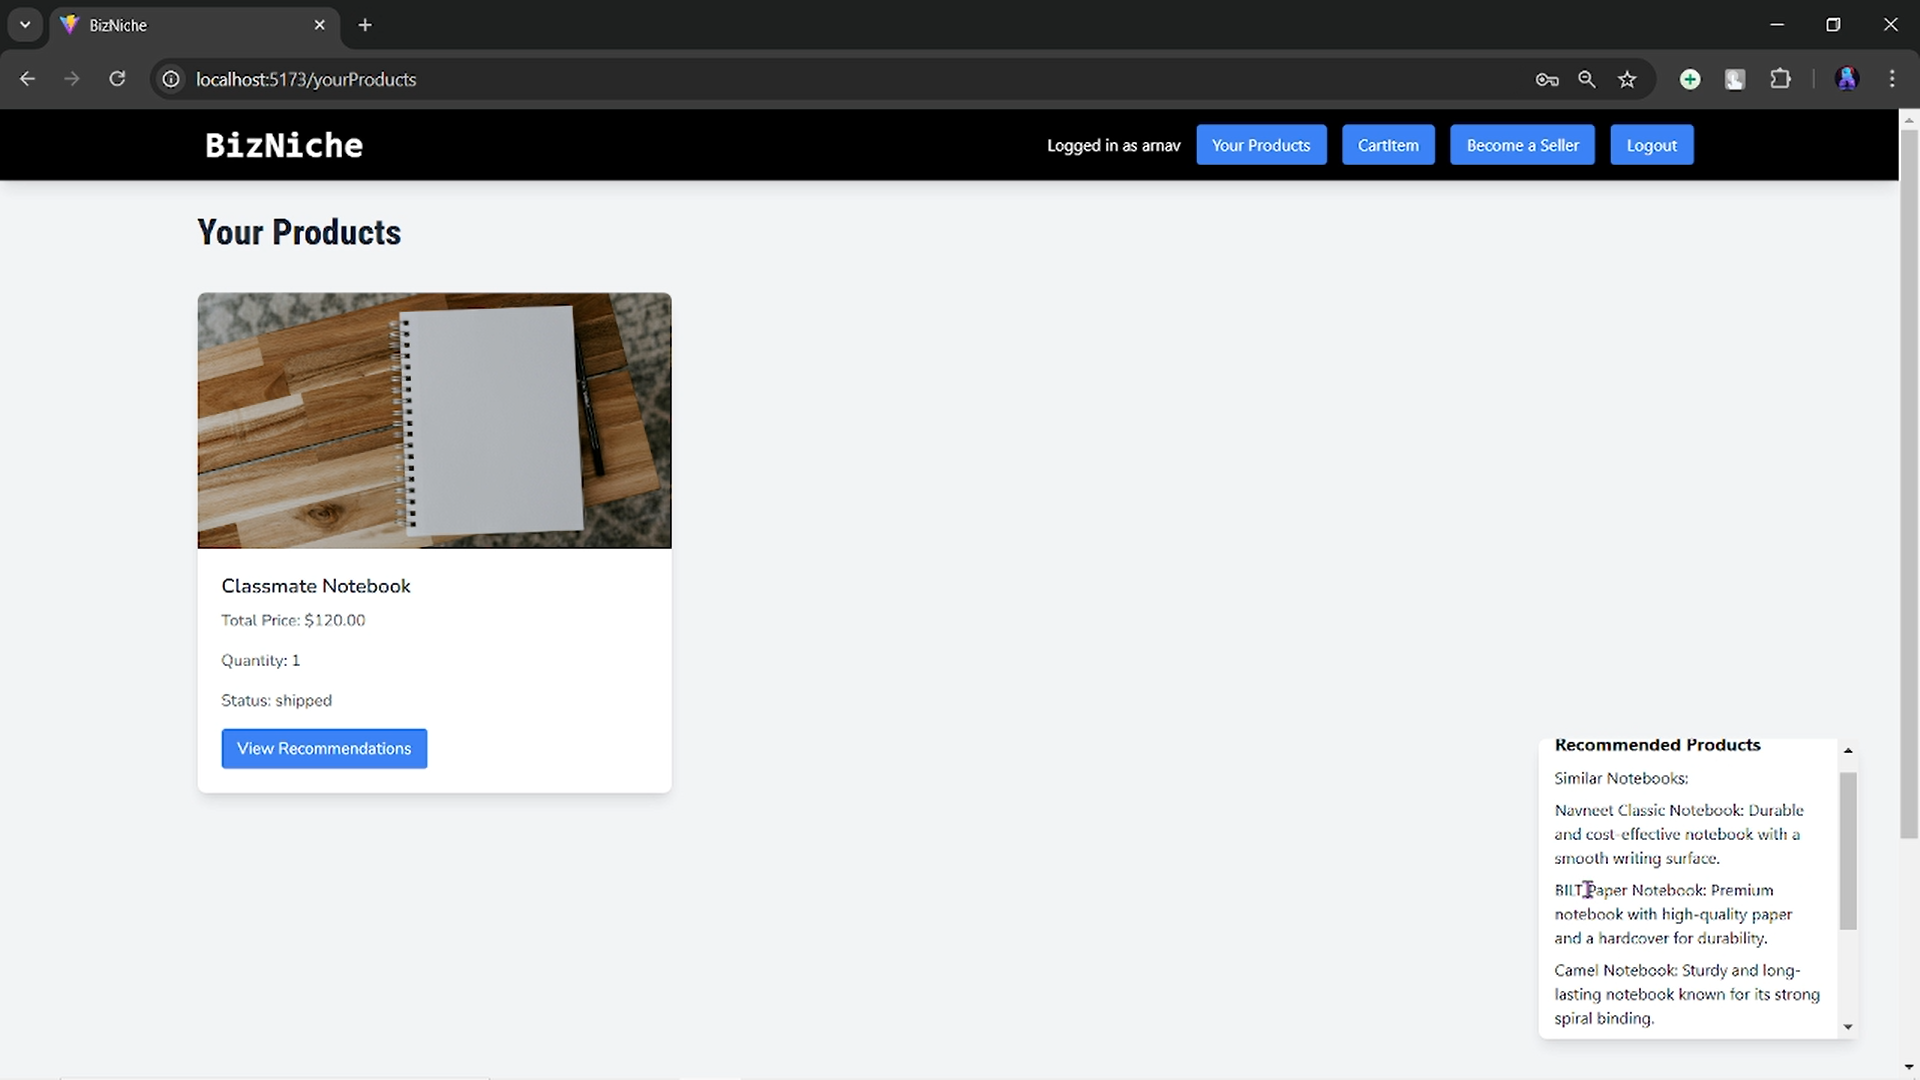 BizNiche
localhost:5173/yourProducts
BizNiche
Logged in as arnav
Your Products
CartItem
Become a Seller
Logout
Your Products
Classmate Notebook
Total Price: $120.00
Quantity: 1
Status: shipped
View Recommendations
Recommended Products
Similar Notebooks:
Navneet Classic Notebook: Durable
and cost-effective notebook with a
smooth writing surface.
BILT Paper Notebook: Premium
notebook with high-quality paper
and a hardcover for durability.
Camel Notebook: Sturdy and long-
lasting notebook known for its strong
spiral binding.